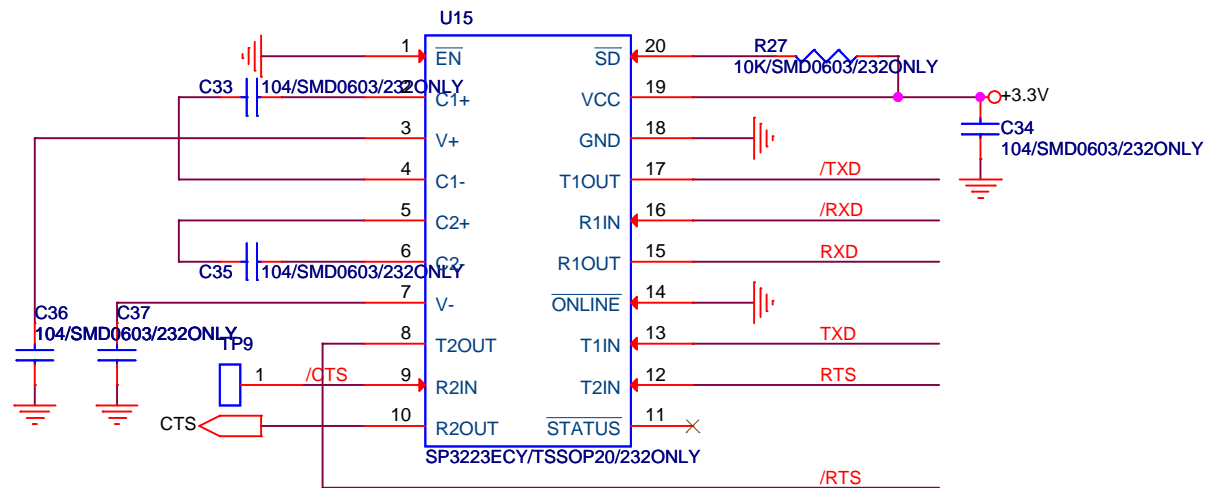 U15
1
EN
SD
20
R27
10K/SMD0603/232ONLY
C33
104/SMD0603/232ONLY
2
C1+
VCC
19
+3.3V
3
V+
GND
18
C34
104/SMD0603/232ONLY
4
C1-
T1OUT
17
/TXD
5
C2+
R1IN
16
/RXD
C35
104/SMD0603/232ONLY
6
C2-
R1OUT
15
RXD
7
V-
ONLINE
14
C36
104/SMD0603/232ONLY
C37
TP9
8
T2OUT
T1IN
13
TXD
1
/CTS
9
R2IN
T2IN
12
RTS
CTS
10
R2OUT
STATUS
11
SP3223ECY/TSSOP20/232ONLY
/RTS